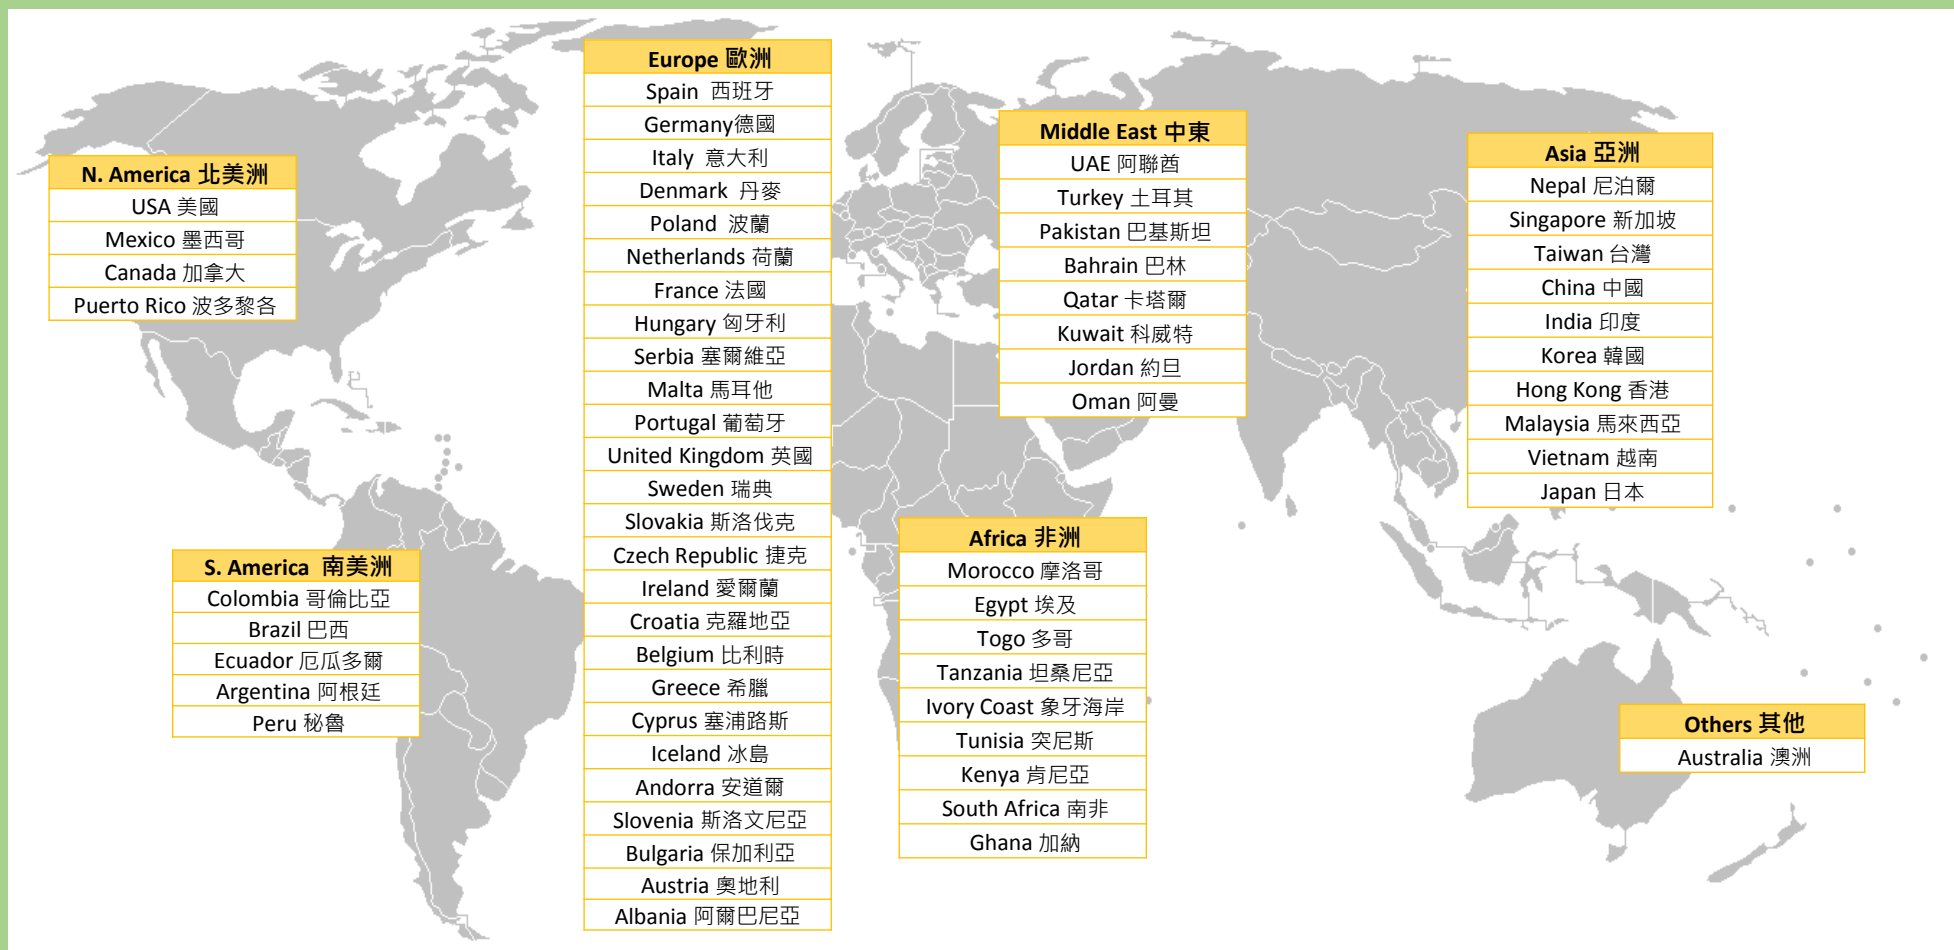 N. America 北美洲
USA 美國
Mexico 墨西哥
Canada 加拿大
Puerto Rico 波多黎各
S. America 南美洲
Colombia 哥倫比亞
Brazil 巴西
Ecuador 厄瓜多爾
Argentina 阿根廷
Peru 秘魯
Europe 歐洲
Spain 西班牙
Germany德國
Italy 意大利
Denmark 丹麥
Poland 波蘭
Netherlands 荷蘭
France 法國
Hungary 匈牙利
Serbia 塞爾維亞
Malta 馬耳他
Portugal 葡萄牙
United Kingdom 英國
Sweden 瑞典
Slovakia 斯洛伐克
Czech Republic 捷克
Ireland 愛爾蘭
Croatia 克羅地亞
Belgium 比利時
Greece 希臘
Cyprus 塞浦路斯
Iceland 冰島
Andorra 安道爾
Slovenia 斯洛文尼亞
Bulgaria 保加利亞
Austria 奧地利
Albania 阿爾巴尼亞
Middle East 中東
UAE 阿聯酋
Turkey 土耳其
Pakistan 巴基斯坦
Bahrain 巴林
Qatar 卡塔爾
Kuwait 科威特
Jordan 約旦
Oman 阿曼
Africa 非洲
Morocco 摩洛哥
Egypt 埃及
Togo 多哥
Tanzania 坦桑尼亞
Ivory Coast 象牙海岸
Tunisia 突尼斯
Kenya 肯尼亞
South Africa 南非
Ghana 加納
Asia 亞洲
Nepal 尼泊爾
Singapore 新加坡
Taiwan 台灣
China 中國
India 印度
Korea 韓國
Hong Kong 香港
Malaysia 馬來西亞
Vietnam 越南
Japan 日本
Others 其他
Australia 澳洲